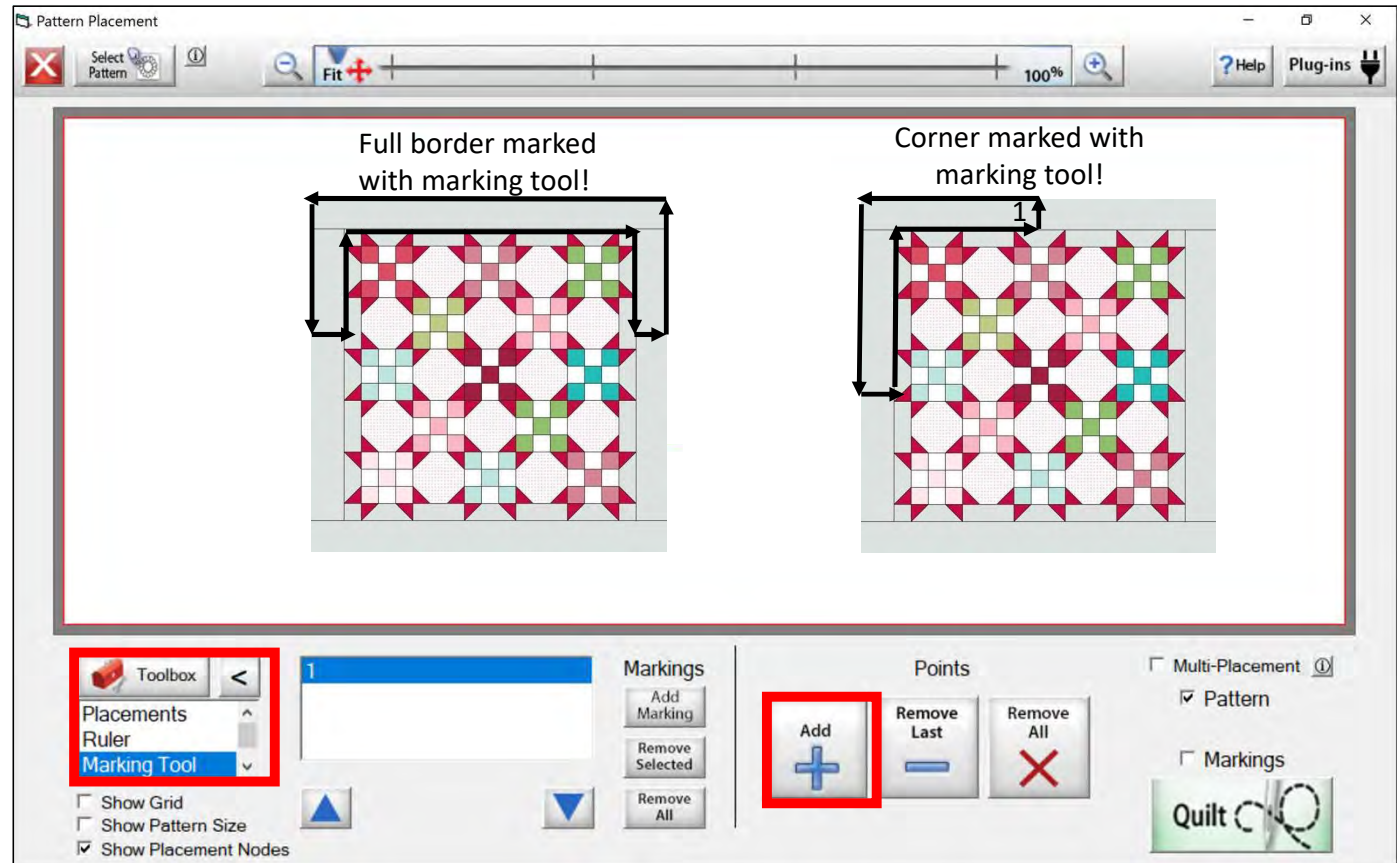 Pattern Placement
Select
Pattern
Fit
100%
? Help
Plug-ins
Full border marked
with marking tool!
Corner marked with
marking tool!
1
Toolbox
<
Placements
Ruler
Marking Tool
Show Grid
Show Pattern Size
Show Placement Nodes
1
Markings
Add
Marking
Remove
Selected
Remove
All
Points
Add
Remove
Last
Remove
All
Multi-Placement
Pattern
Markings
Quilt